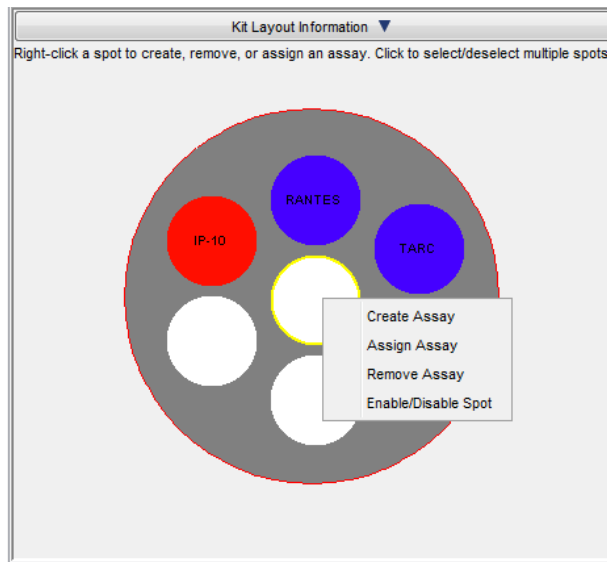 Kit Layout Information ▼
Right-click a spot to create, remove, or assign an assay. Click to select/deselect multiple spots
RANTES
IP-10
TARC
Create Assay
Assign Assay
Remove Assay
Enable/Disable Spot